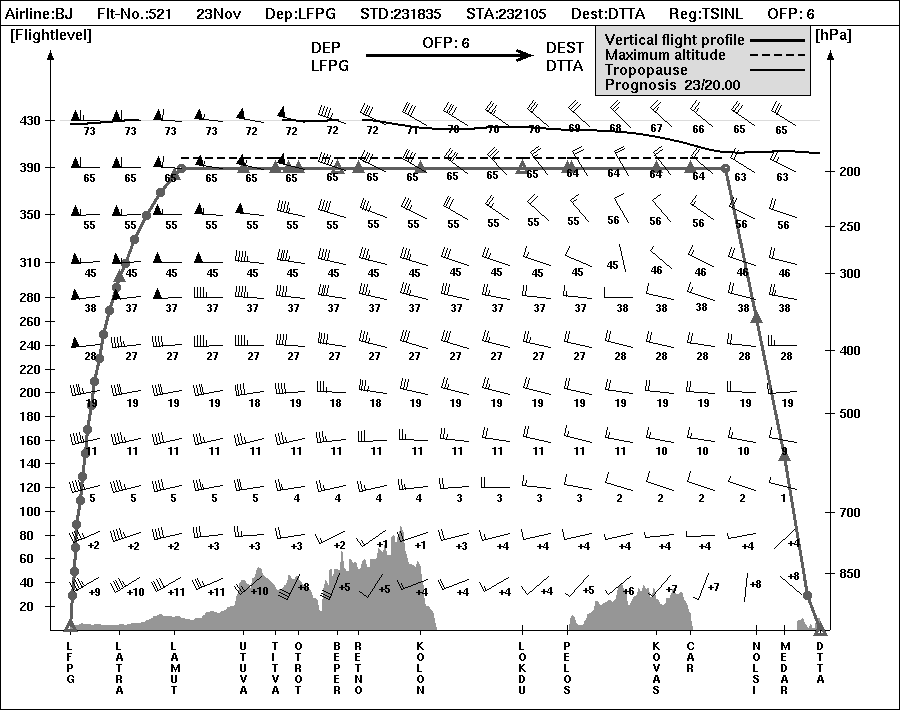 Airline:BJ Flt-No.:521 23Nov Dep:LFPG STD:231835 STA:232105 Dest:DTTA Reg:TSINL OFP: 6
[Flightlevel]
DEP OFP: 6 DEST
LFPG DTTA
Vertical flight profile
Maximum altitude
Tropopause
Prognosis 23/20.00
[hPa]
430 73 73 73 73 72 72 72 72 71 70 70 70 69 68 67 66 65 65
390 65 65 65 65 65 65 65 65 65 65 65 65 64 64 64 64 63 63 200
350 55 55 55 55 55 55 55 55 55 55 55 55 55 56 56 56 56 56 250
310 45 45 45 45 45 45 45 45 45 45 45 45 45 45 46 46 46 46 300
280 38 37 37 37 37 37 37 37 37 37 37 37 37 38 38 38 38 38
260
240 28 27 27 27 27 27 27 27 27 27 27 27 27 28 28 28 28 28 400
220
200 19 19 19 19 18 19 18 18 19 19 19 19 19 19 19 19 19 19
180 500
160 11 11 11 11 11 11 11 11 11 11 11 11 11 11 10 10 10 9
140
120 5 5 5 5 5 4 4 4 4 3 3 3 3 2 2 2 2 1
100 700
80 +2 +2 +2 +3 +3 +3 +2 +1 +1 +3 +4 +4 +4 +4 +4 +4 +4 +4
60
40 +9 +10 +11 +11 +10 +8 +5 +5 +4 +4 +4 +4 +5 +6 +7 +7 +8 +8 850
20
LFPG
LATRA
LAMUT
UTUVA
TITVA
OTROT
BEPER
RETNO
KOLON
LOKDU
PELOS
KOVAS
CAR
NOLSI
MEDAR
DTTA